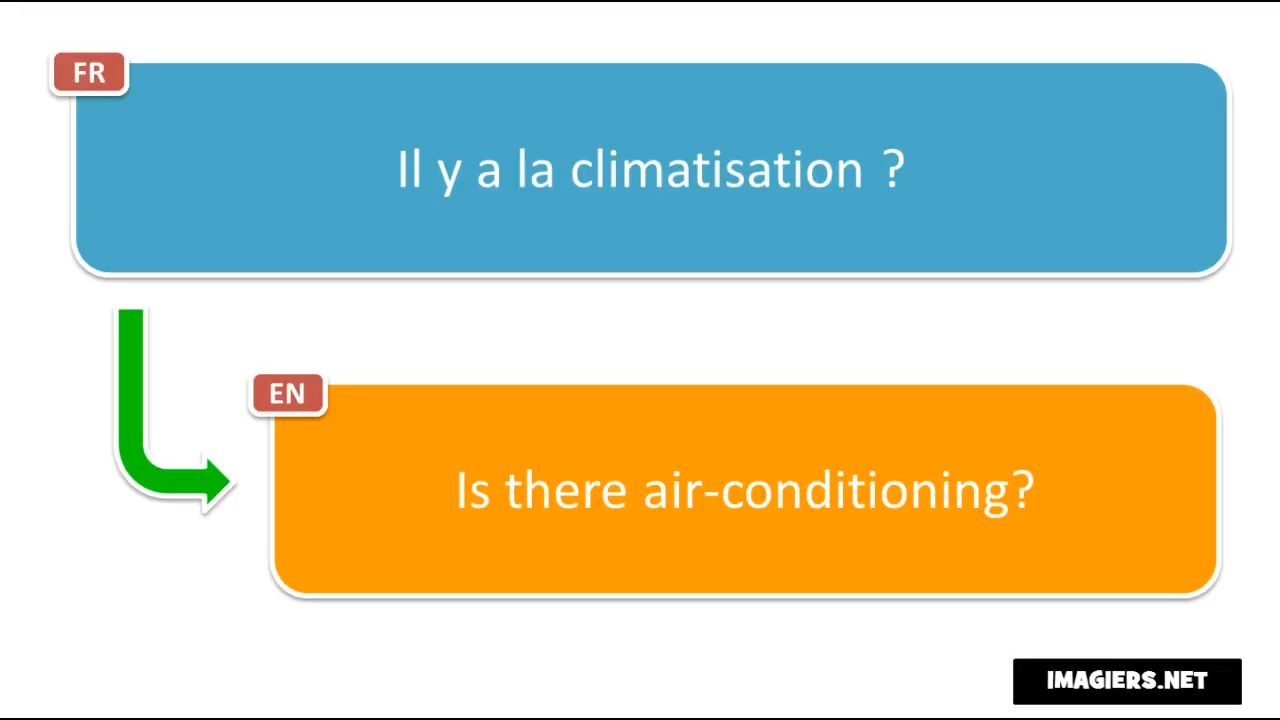 FR
Il y a la climatisation ?
EN
Is there air-conditioning?
IMAGIERS.NET